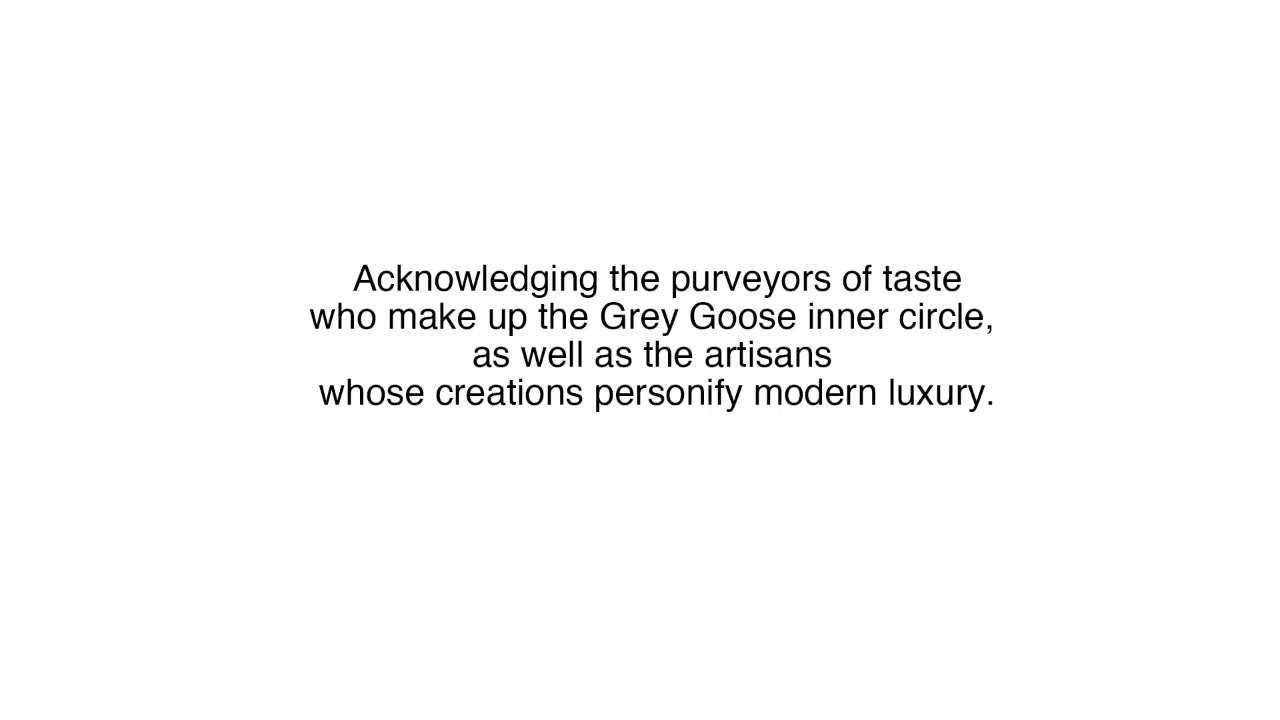 Acknowledging the purveyors of taste
who make up the Grey Goose inner circle,
as well as the artisans
whose creations personify modern luxury.